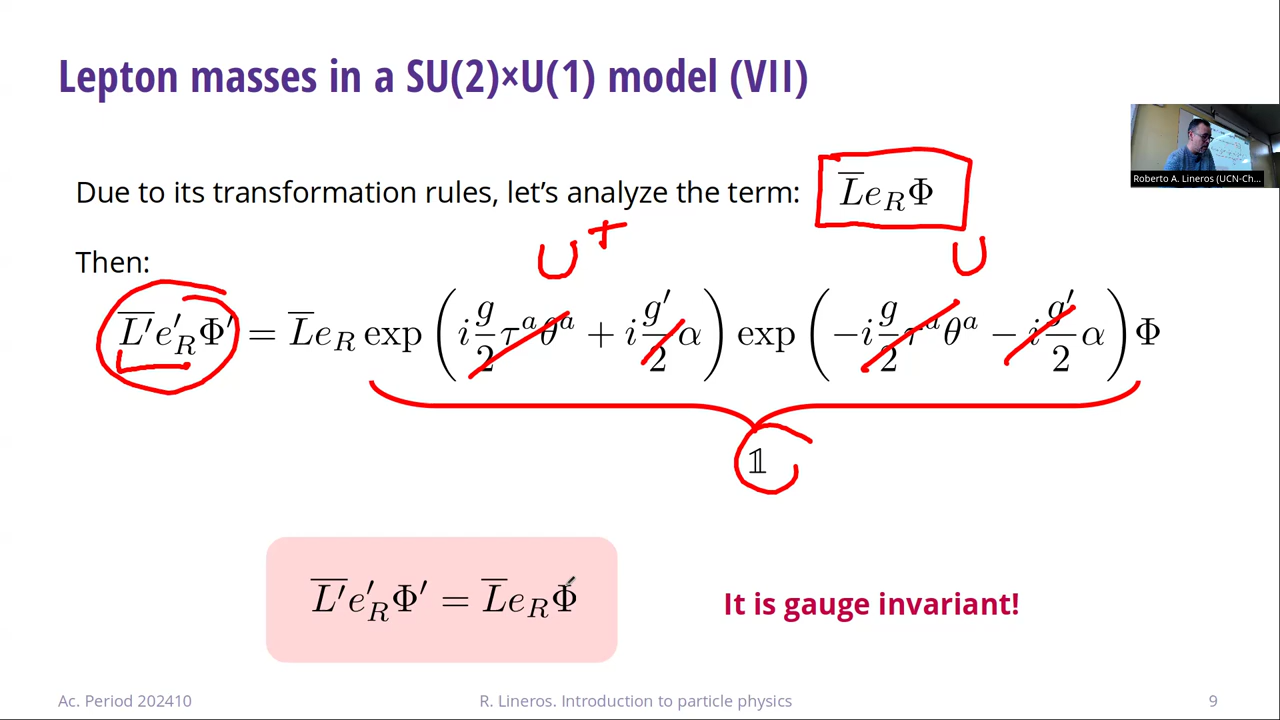 Lepton masses in a SU(2)×U(1) model (VII)
Roberto A. Lineros (UCN-Ch...
Due to its transformation rules, let's analyze the term: L̅e_RΦ
U† U
Then:
L̅'e'_RΦ' = L̅e_R exp(i g/2 τ^aθ^a + i g'/2 α) exp(−i g/2 τ^aθ^a − i g'/2 α)Φ
𝟙
L̅'e'_RΦ' = L̅e_RΦ
It is gauge invariant!
Ac. Period 202410 R. Lineros. Introduction to particle physics 9